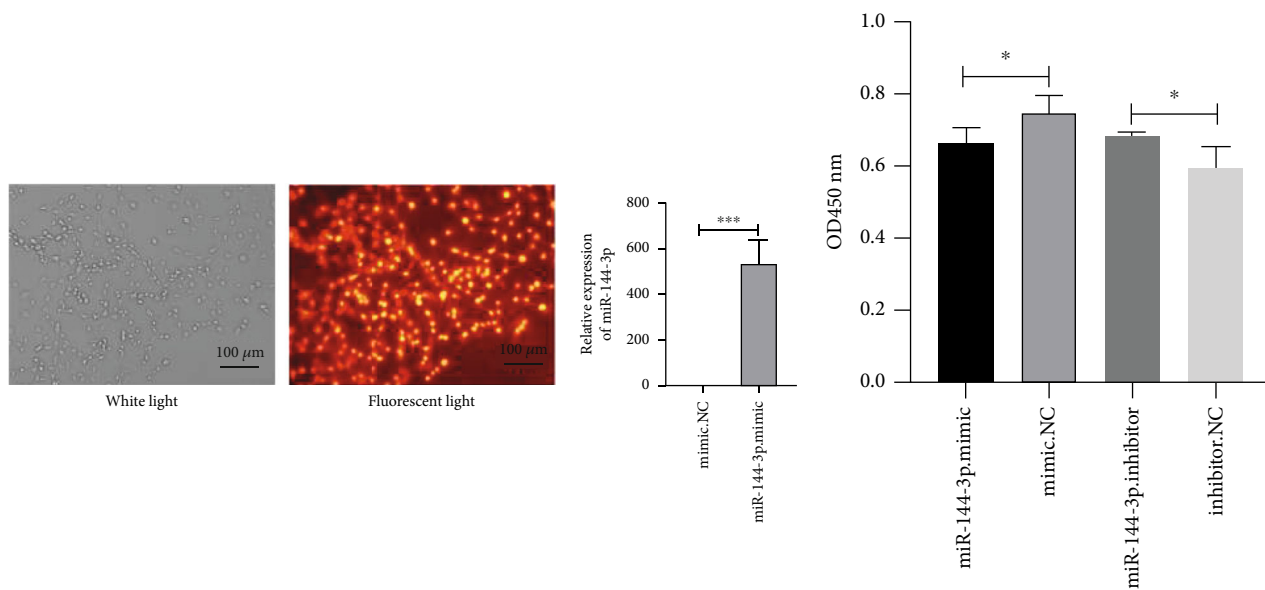 100 μm
White light
100 μm
Fluorescent light
Relative expression
of miR-144-3p
800
600
400
200
0
***
mimic.NC
miR-144-3p.mimic
OD450 nm
1.0
0.8
0.6
0.4
0.2
0.0
*
*
miR-144-3p.mimic
mimic.NC
miR-144-3p.inhibitor
inhibitor.NC